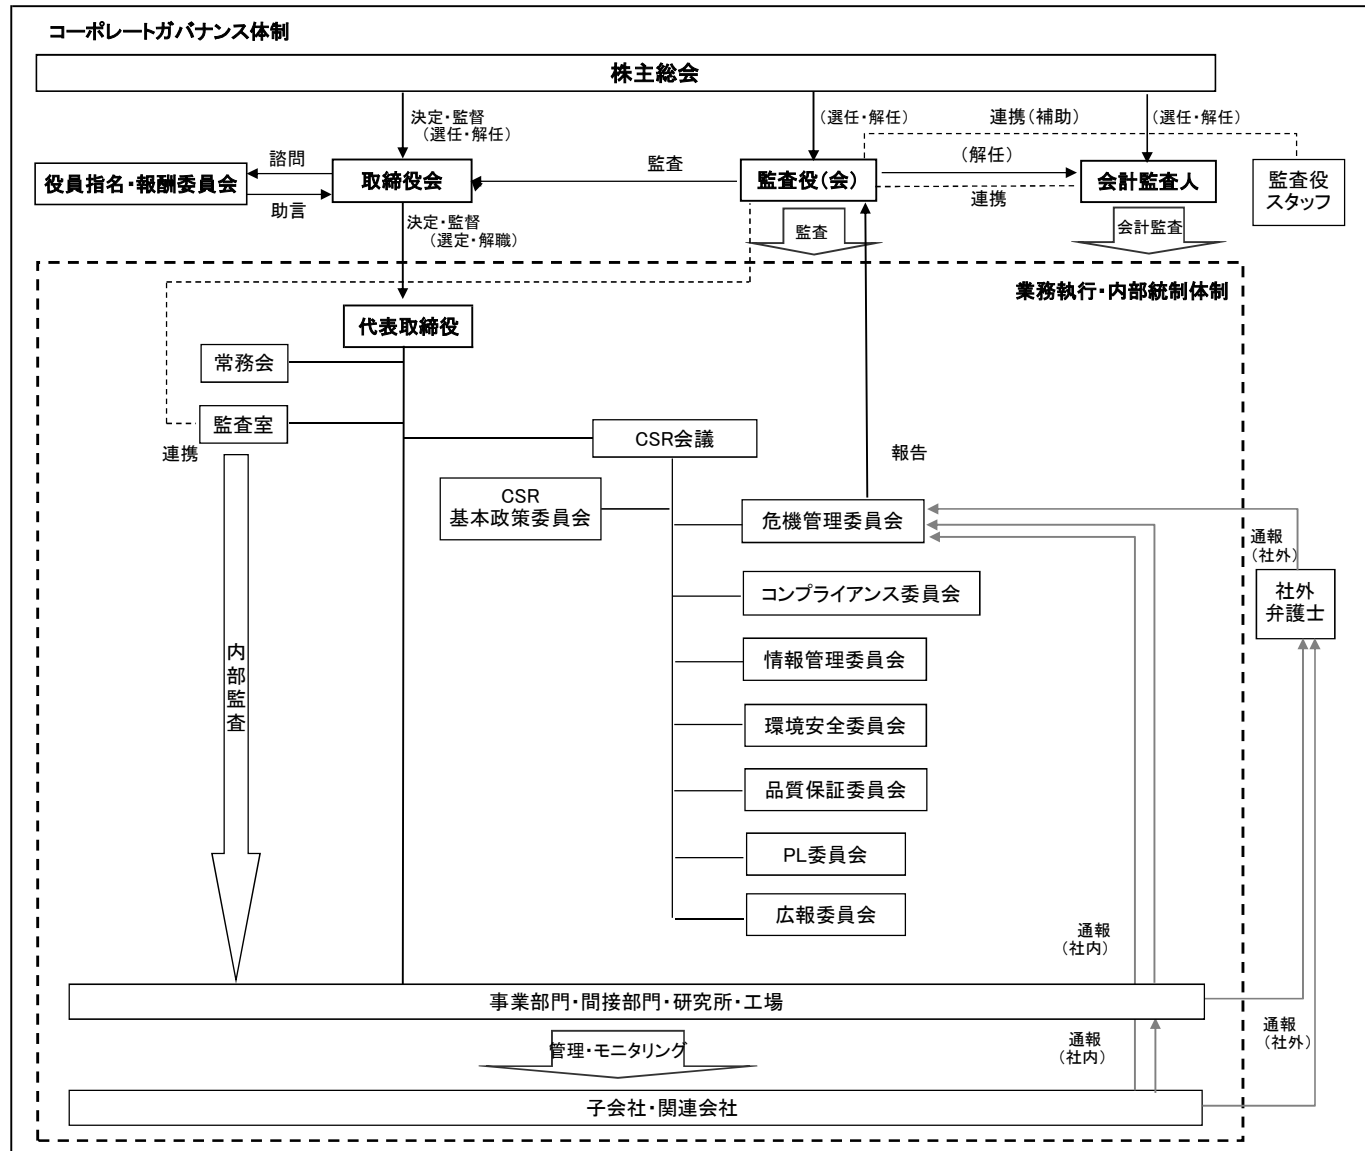 コーポレートガバナンス体制
株主総会
決定・監督
（選任・解任）
（選任・解任）
連携（補助）
（選任・解任）
諮問
役員指名・報酬委員会
助言
取締役会
監査
監査役（会）
（解任）
連携
会計監査人
監査役
スタッフ
決定・監督
（選定・解職）
監査
会計監査
業務執行・内部統制体制
代表取締役
常務会
監査室
連携
CSR会議
報告
CSR
基本政策委員会
危機管理委員会
通報
（社外）
コンプライアンス委員会
社外
弁護士
内部監査
情報管理委員会
環境安全委員会
品質保証委員会
PL委員会
広報委員会
通報
（社内）
事業部門・間接部門・研究所・工場
管理・モニタリング
通報
（社内）
通報
（社外）
子会社・関連会社